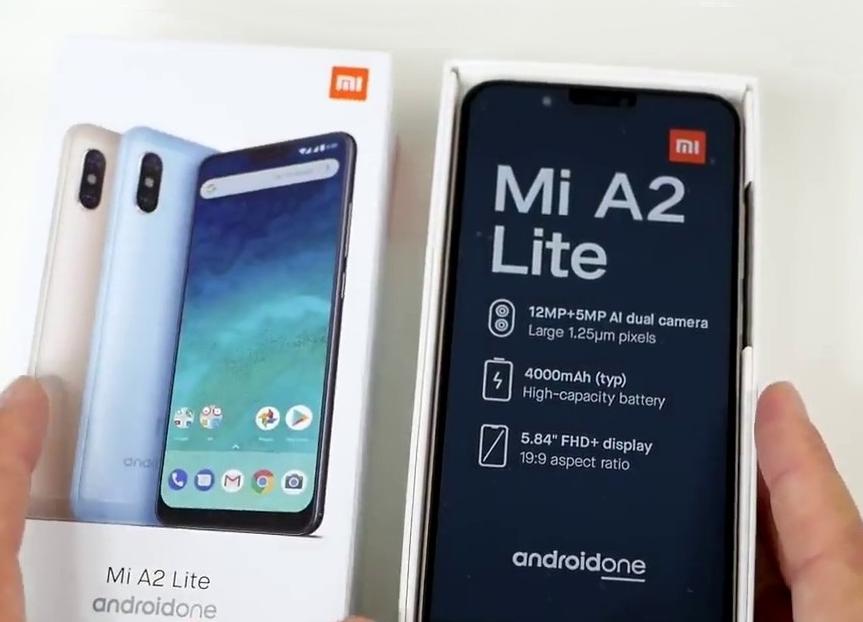 mi
andr
Mi A2 Lite
androidone
mi
Mi A2
Lite
12MP+5MP AI dual camera
Large 1.25μm pixels
4000mAh (typ)
High-capacity battery
5.84" FHD+ display
19:9 aspect ratio
androidone